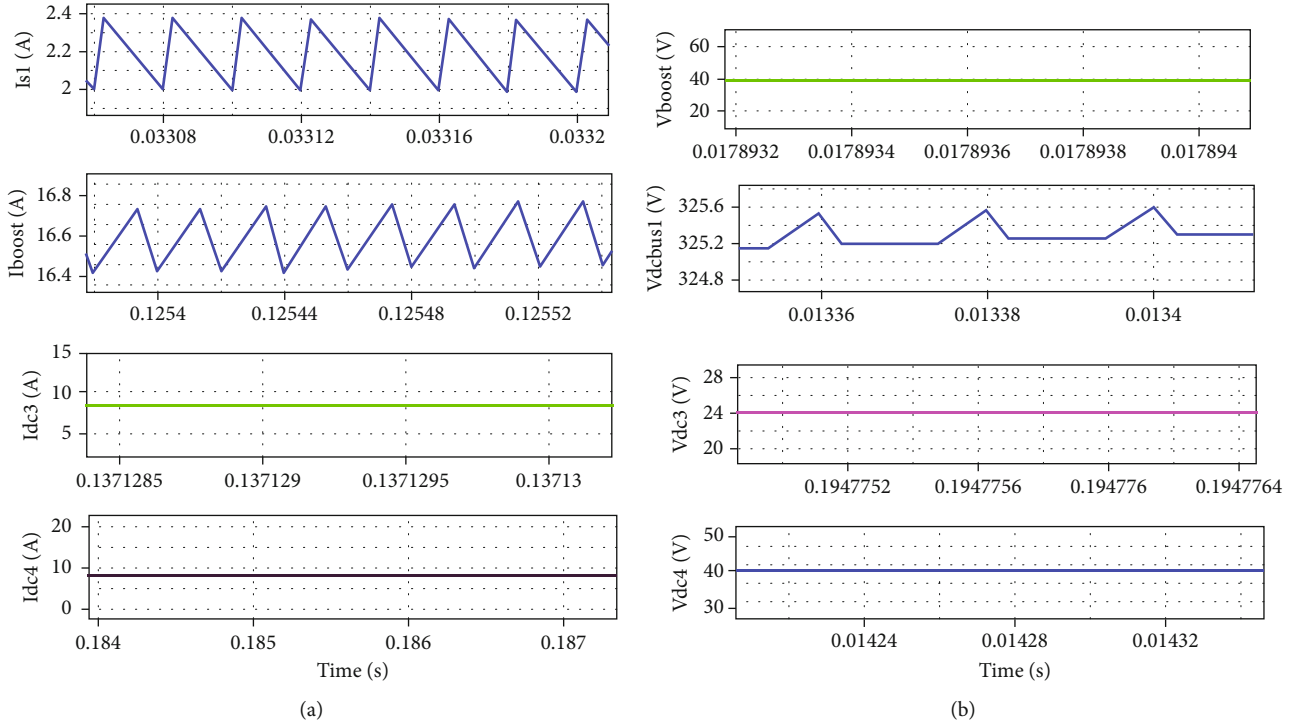 Is1 (A)
2.4
2.2
2
0.03308 0.03312 0.03316 0.0332
Iboost (A)
16.8
16.6
16.4
0.1254 0.12544 0.12548 0.12552
Idc3 (A)
15
10
5
0.1371285 0.137129 0.1371295 0.13713
Idc4 (A)
20
10
0
0.184 0.185 0.186 0.187
Time (s)
(a)
Vboost (V)
60
40
20
0.0178932 0.0178934 0.0178936 0.0178938 0.017894
Vdcbus1 (V)
325.6
325.2
324.8
0.01336 0.01338 0.0134
Vdc3 (V)
28
24
20
0.1947752 0.1947756 0.194776 0.1947764
Vdc4 (V)
50
40
30
0.01424 0.01428 0.01432
Time (s)
(b)